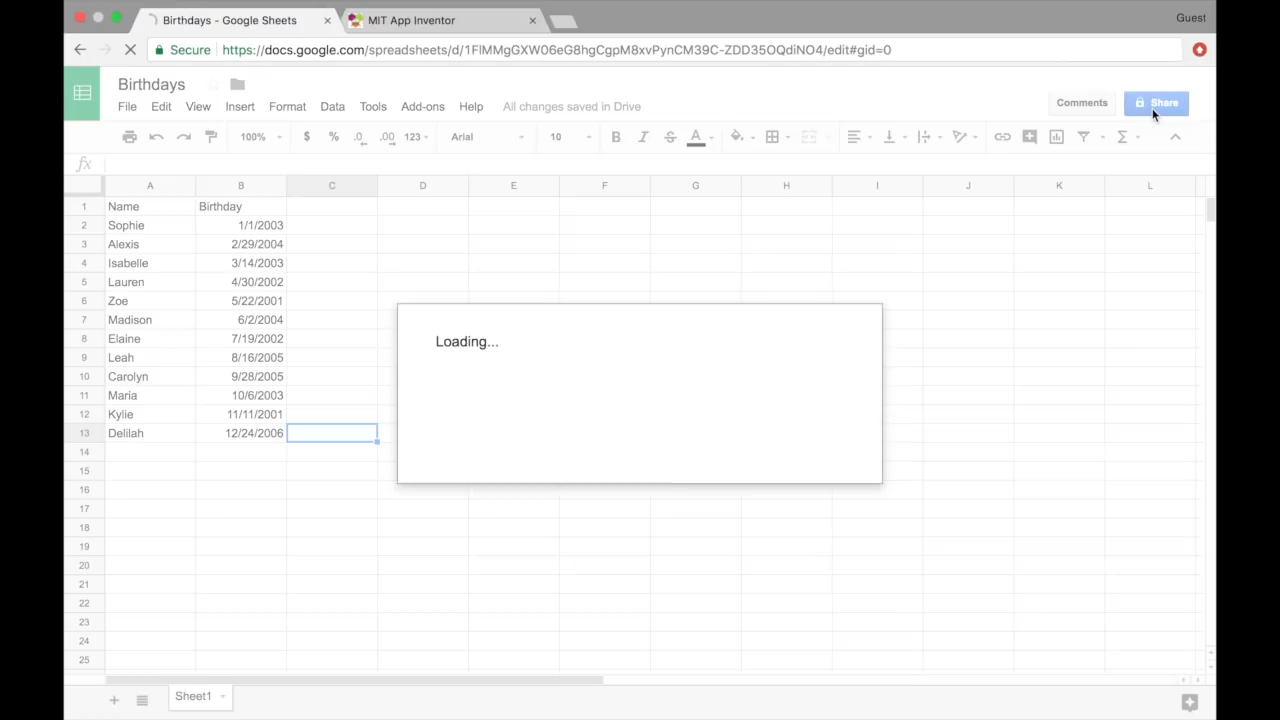 Birthdays - Google Sheets
MIT App Inventor
Guest
Secure https://docs.google.com/spreadsheets/d/1FlMMgGXW06eG8hgCgpM8xvPynCM39C-ZDD35OQdiNO4/edit#gid=0
Birthdays
File Edit View Insert Format Data Tools Add-ons Help All changes saved in Drive
Comments Share
100% $ % .0 .00 123 Arial 10 B I S A Σ
fx
A B C D E F G H I J K L
1 Name Birthday
2 Sophie 1/1/2003
3 Alexis 2/29/2004
4 Isabelle 3/14/2003
5 Lauren 4/30/2002
6 Zoe 5/22/2001
7 Madison 6/2/2004
8 Elaine 7/19/2002
9 Leah 8/16/2005
10 Carolyn 9/28/2005
11 Maria 10/6/2003
12 Kylie 11/11/2001
13 Delilah 12/24/2006
14
15
16
17
18
19
20
21
22
23
24
25
Loading...
Sheet1